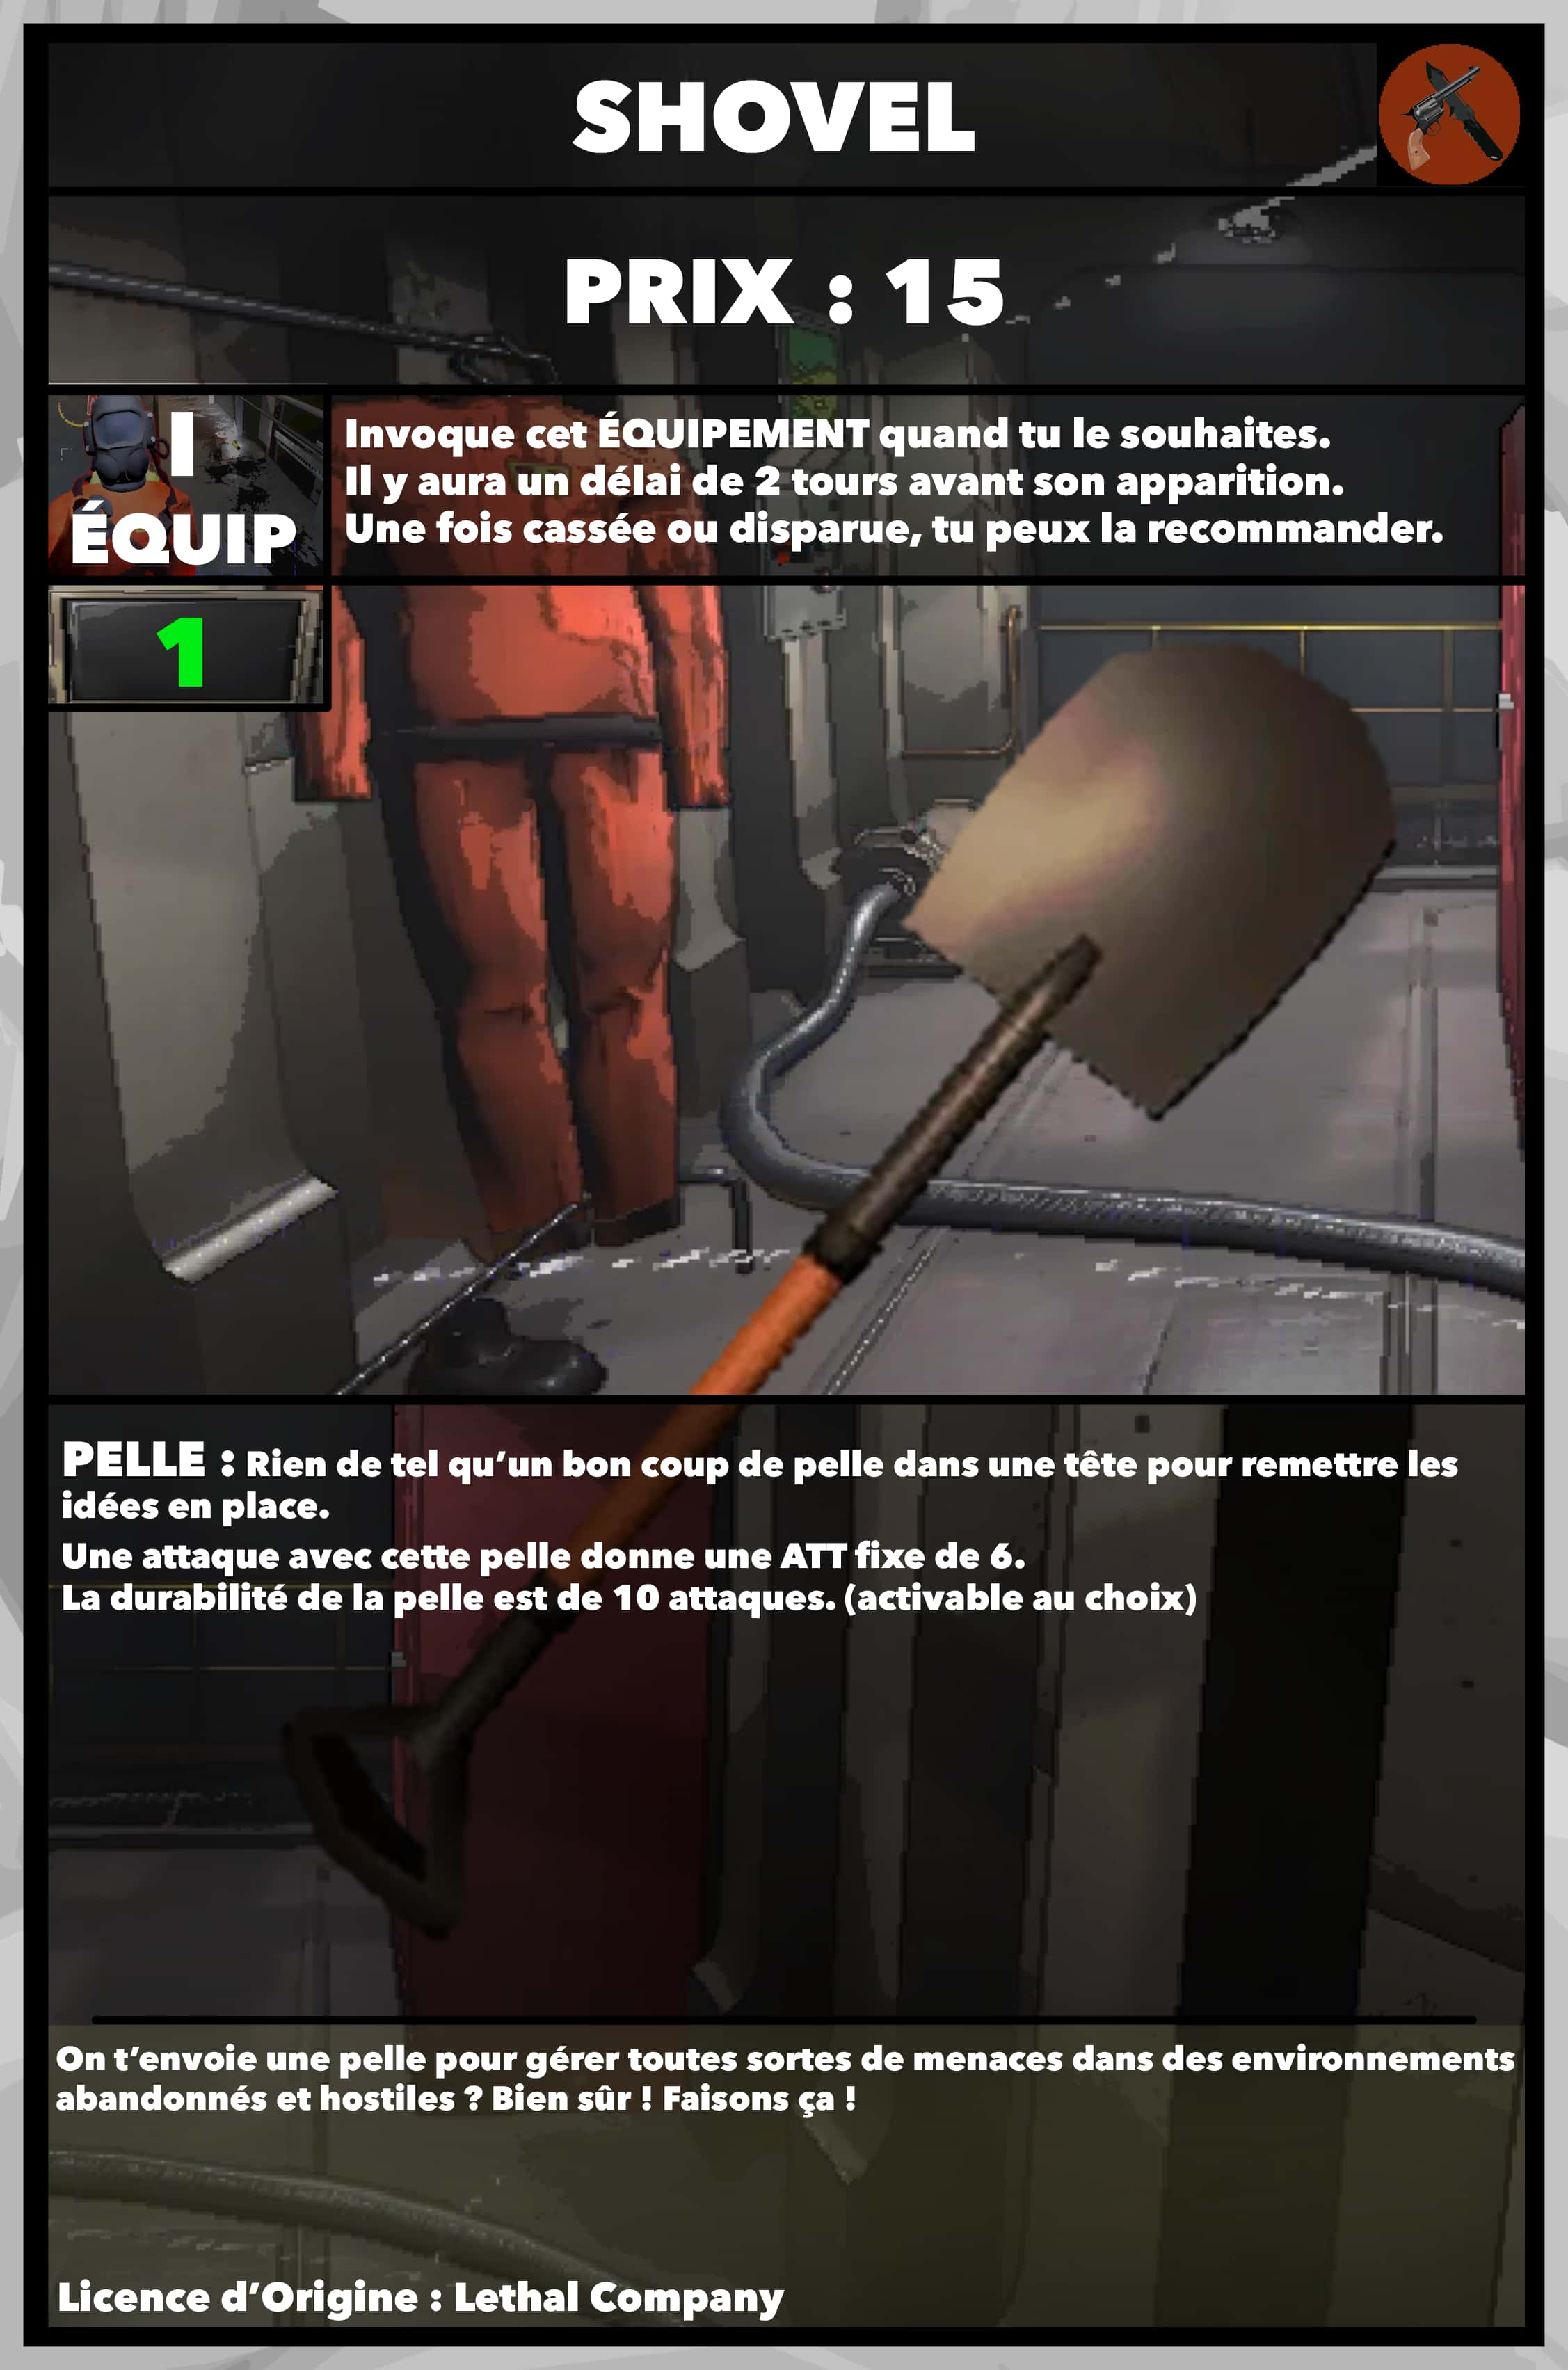 SHOVEL
PRIX : 15
I
ÉQUIP
Invoque cet ÉQUIPEMENT quand tu le souhaites.
Il y aura un délai de 2 tours avant son apparition.
Une fois cassée ou disparue, tu peux la recommander.
1
PELLE : Rien de tel qu’un bon coup de pelle dans une tête pour remettre les
idées en place.
Une attaque avec cette pelle donne une ATT fixe de 6.
La durabilité de la pelle est de 10 attaques. (activable au choix)
On t’envoie une pelle pour gérer toutes sortes de menaces dans des environnements
abandonnés et hostiles ? Bien sûr ! Faisons ça !
Licence d’Origine : Lethal Company